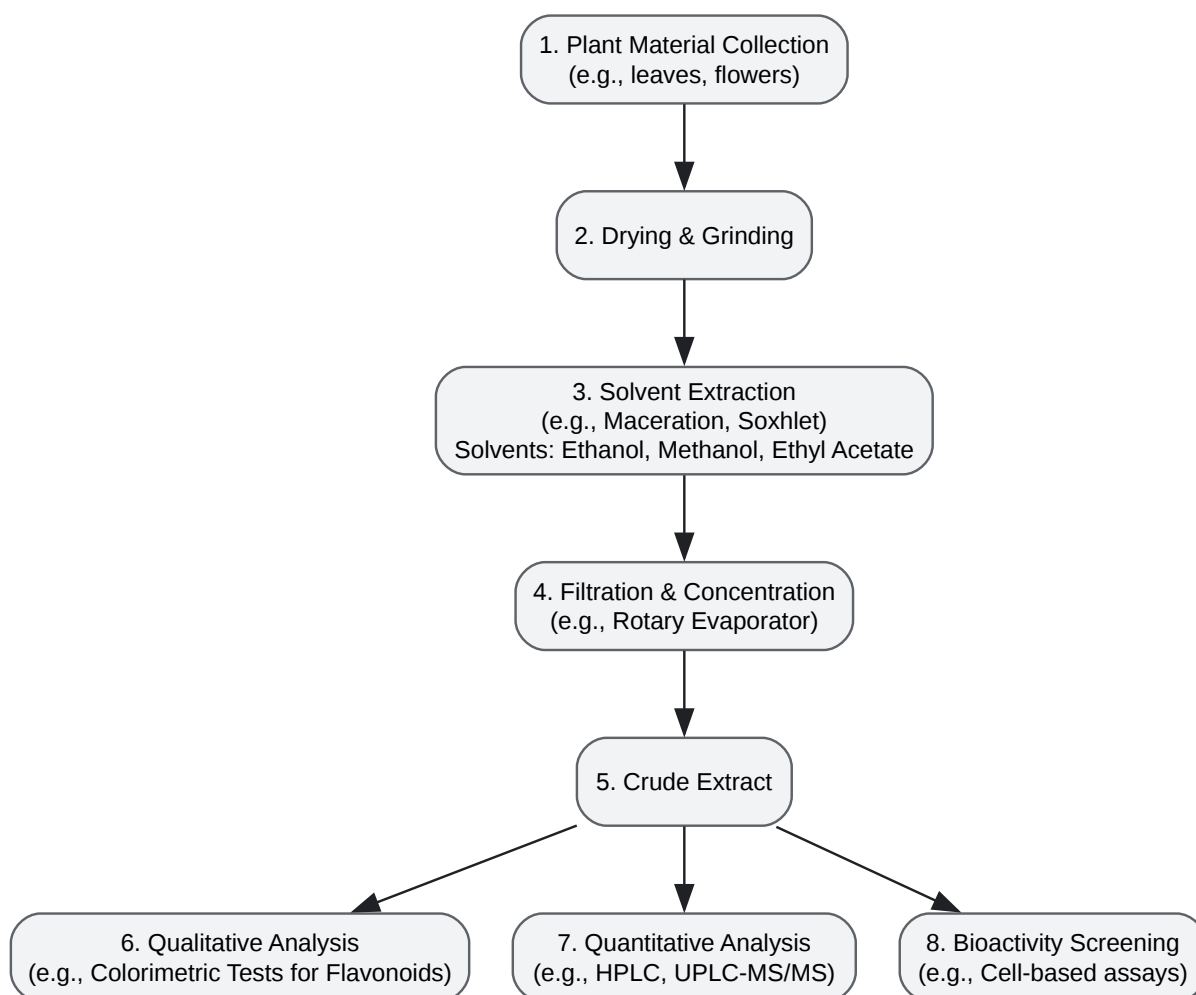 1. Plant Material Collection
(e.g., leaves, flowers)
2. Drying & Grinding
3. Solvent Extraction
(e.g., Maceration, Soxhlet)
Solvents: Ethanol, Methanol, Ethyl Acetate
4. Filtration & Concentration
(e.g., Rotary Evaporator)
5. Crude Extract
6. Qualitative Analysis
(e.g., Colorimetric Tests for Flavonoids)
7. Quantitative Analysis
(e.g., HPLC, UPLC-MS/MS)
8. Bioactivity Screening
(e.g., Cell-based assays)